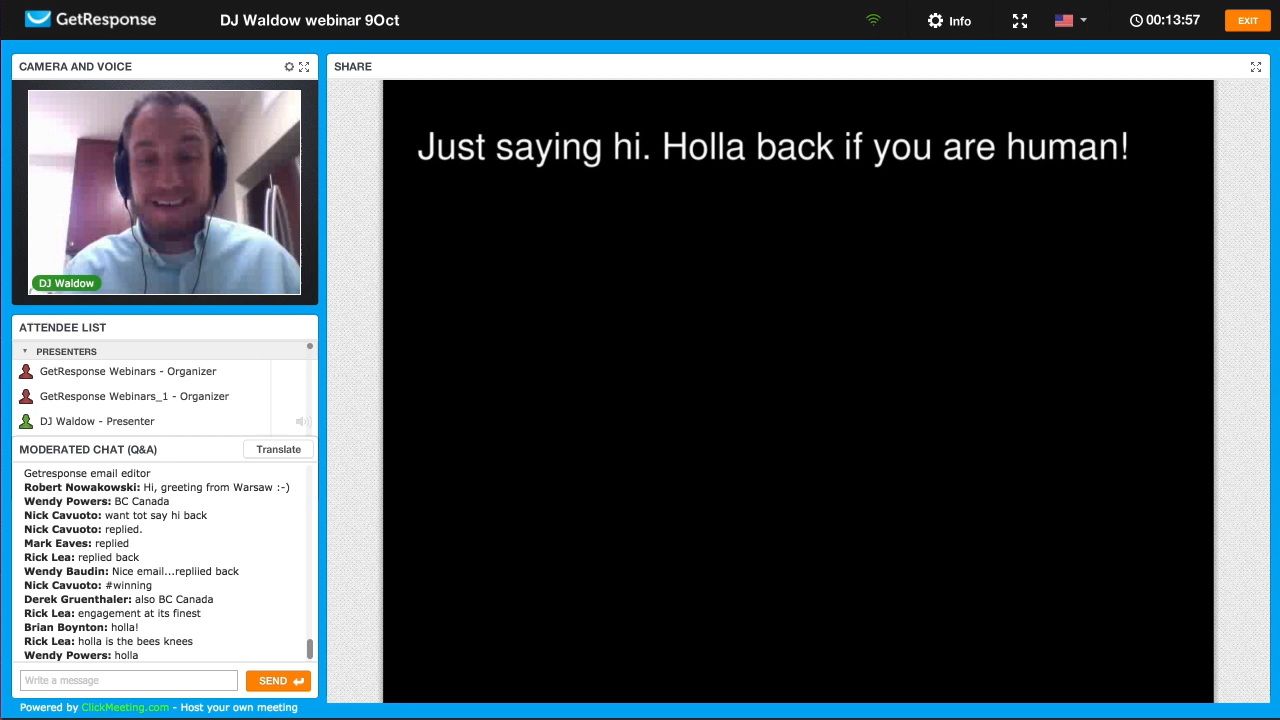 GetResponse
DJ Waldow webinar 9Oct
Info
00:13:57
EXIT
CAMERA AND VOICE
DJ Waldow
SHARE
Just saying hi. Holla back if you are human!
ATTENDEE LIST
PRESENTERS
GetResponse Webinars - Organizer
GetResponse Webinars_1 - Organizer
DJ Waldow - Presenter
MODERATED CHAT (Q&A)
Translate
Getresponse email editor
Robert Nowakowski: Hi, greeting from Warsaw :-)
Wendy Powers: BC Canada
Nick Cavuoto: want tot say hi back
Nick Cavuoto: replied.
Mark Eaves: replied
Rick Lea: replied back
Wendy Baudin: Nice email...repliied back
Nick Cavuoto: #winning
Derek Gruenthaler: also BC Canada
Rick Lea: engagement at its finest
Brian Boynton: holla!
Rick Lea: holla is the bees knees
Wendy Powers: holla
Write a message
SEND
Powered by ClickMeeting.com - Host your own meeting